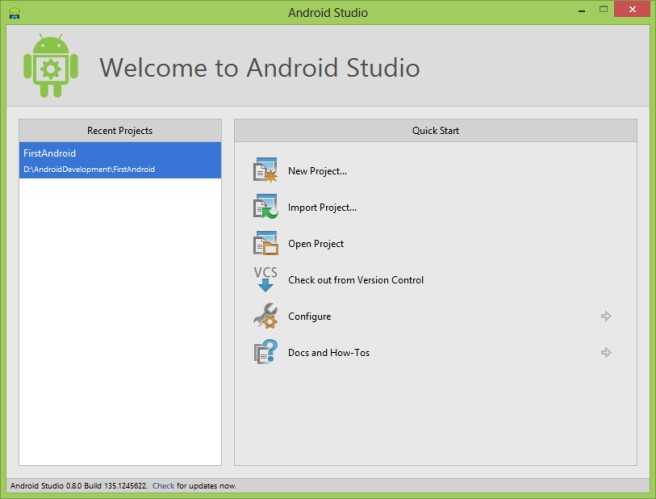 Android Studio
Welcome to Android Studio
Recent Projects
FirstAndroid
D:\AndroidDevelopment\FirstAndroid
Quick Start
New Project...
Import Project...
Open Project
VCS
Check out from Version Control
Configure
Docs and How-Tos
Android Studio 0.8.0 Build 135.1245622. Check for updates now.